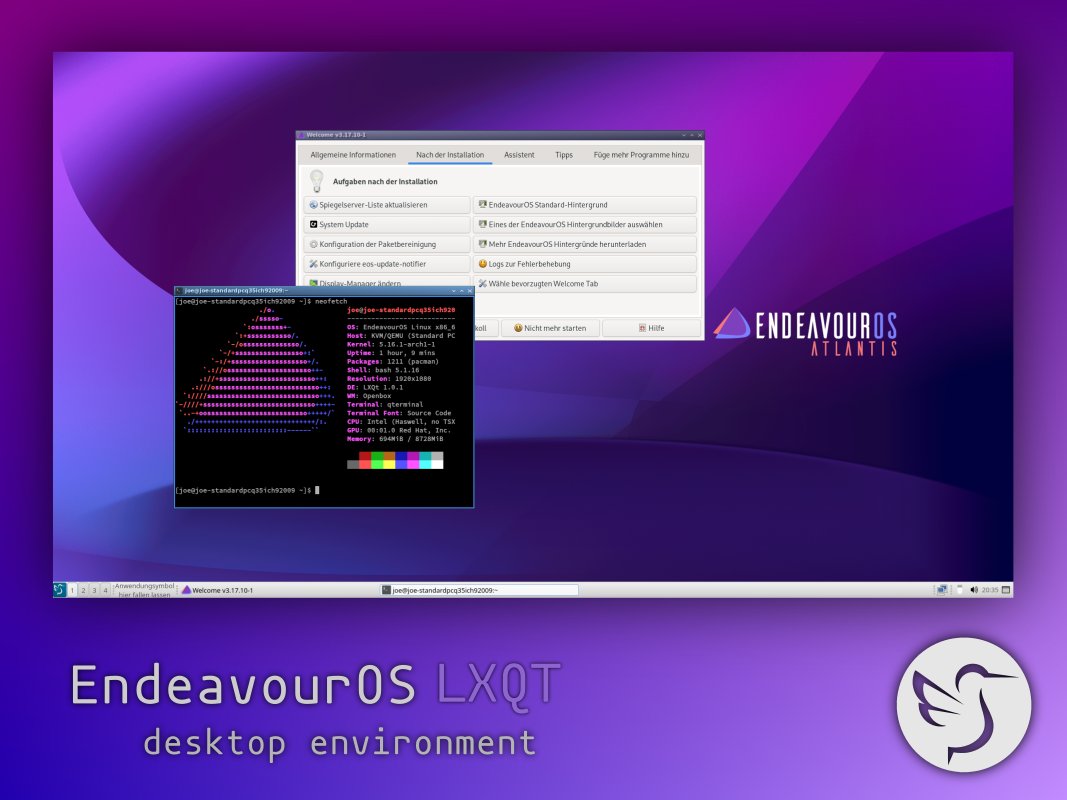 Welcome v3.17.10-1
Allgemeine Informationen Nach der Installation Assistent Tipps Füge mehr Programme hinzu
Aufgaben nach der Installation
Spiegelserver-Liste aktualisieren EndeavourOS Standard-Hintergrund
System Update Eines der EndeavourOS Hintergrundbilder auswählen
Konfiguration der Paketbereinigung Mehr EndeavourOS Hintergründe herunterladen
Konfiguriere eos-update-notifier Logs zur Fehlerbehebung
Display-Manager ändern Wähle bevorzugten Welcome Tab
koll Nicht mehr starten Hilfe
joe@joe-standardpcq35ich92009:~
[joe@joe-standardpcq35ich92009 ~]$ neofetch
joe@joe-standardpcq35ich920
---------------------------
OS: EndeavourOS Linux x86_6
Host: KVM/QEMU (Standard PC
Kernel: 5.16.1-arch1-1
Uptime: 1 hour, 9 mins
Packages: 1211 (pacman)
Shell: bash 5.1.16
Resolution: 1920x1080
DE: LXQt 1.0.1
WM: Openbox
Terminal: qterminal
Terminal Font: Source Code
CPU: Intel (Haswell, no TSX
GPU: 00:01.0 Red Hat, Inc.
Memory: 694MiB / 8728MiB
[joe@joe-standardpcq35ich92009 ~]$
ENDEAVOUROS
ATLANTIS
1 2 3 4 Anwendungsymbol
hier fallen lassen
Welcome v3.17.10-1 joe@joe-standardpcq35ich92009:~ 20:35
EndeavourOS LXQT
desktop environment